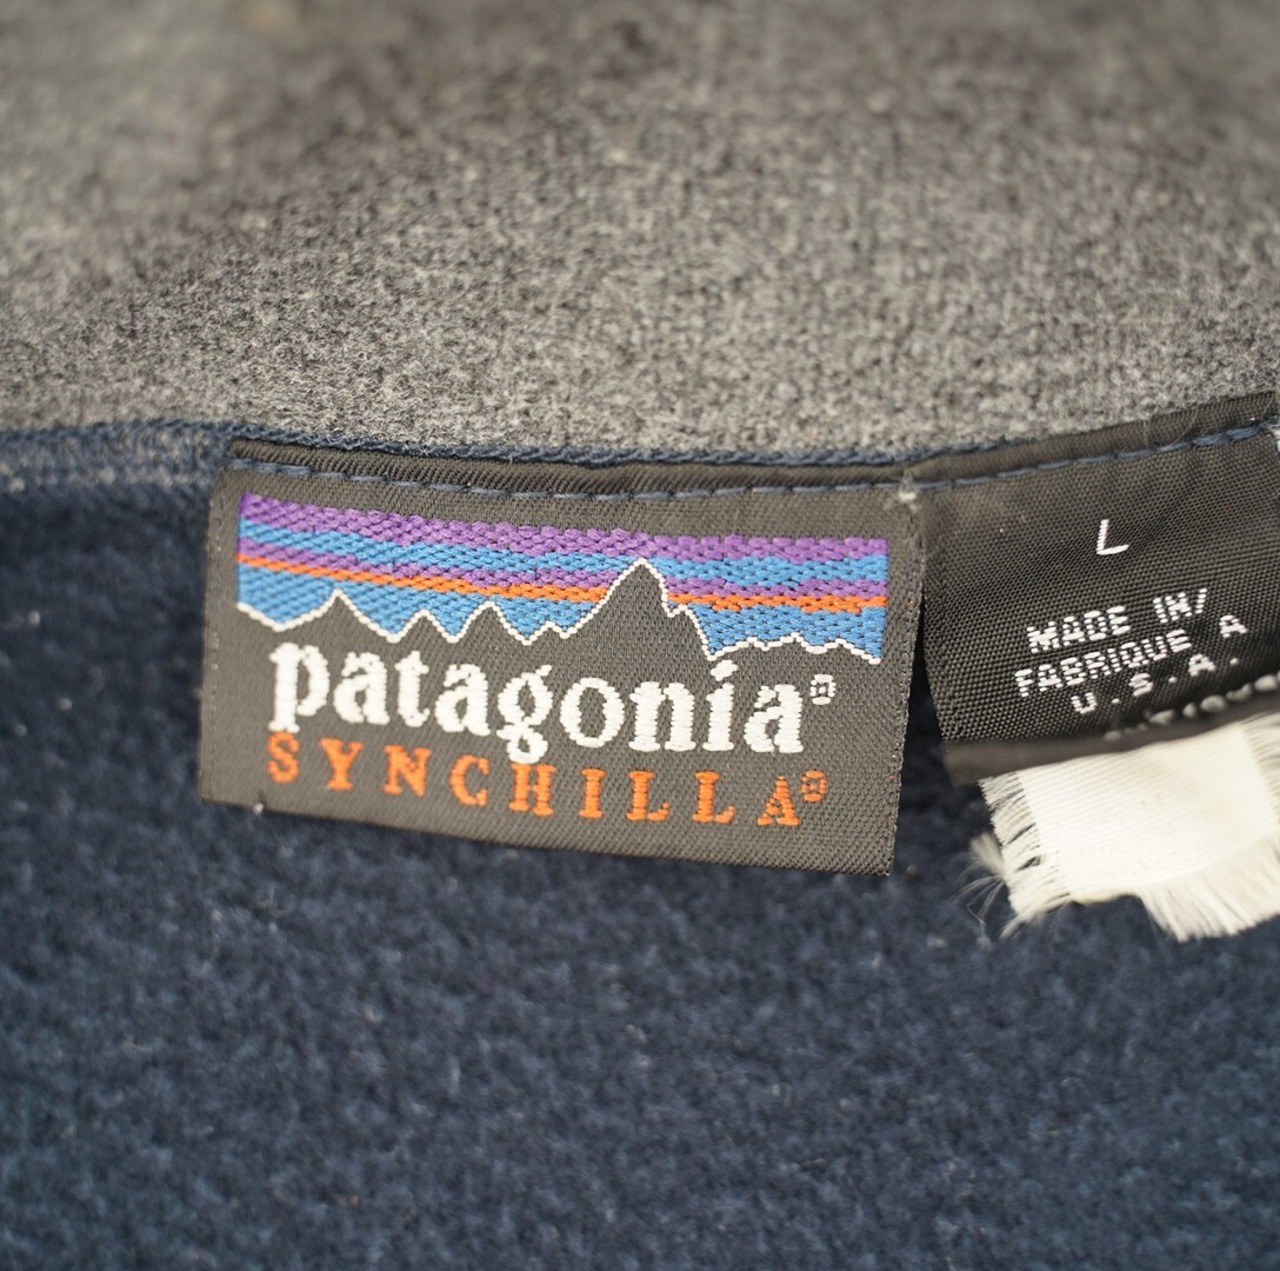 patagonia®
SYNCHILLA®
L
MADE IN/
FABRIQUE A
U.S.A.